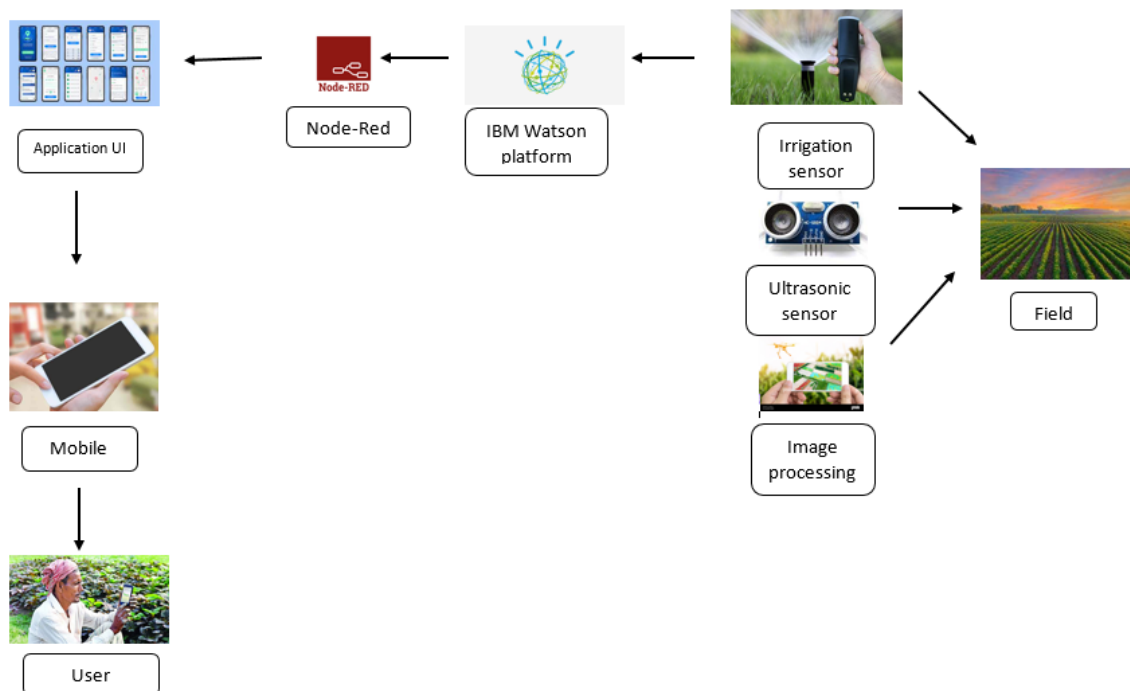 Node-RED
Application UI
Node-Red
IBM Watson
platform
Irrigation
sensor
Ultrasonic
sensor
Field
Mobile
Image
processing
User